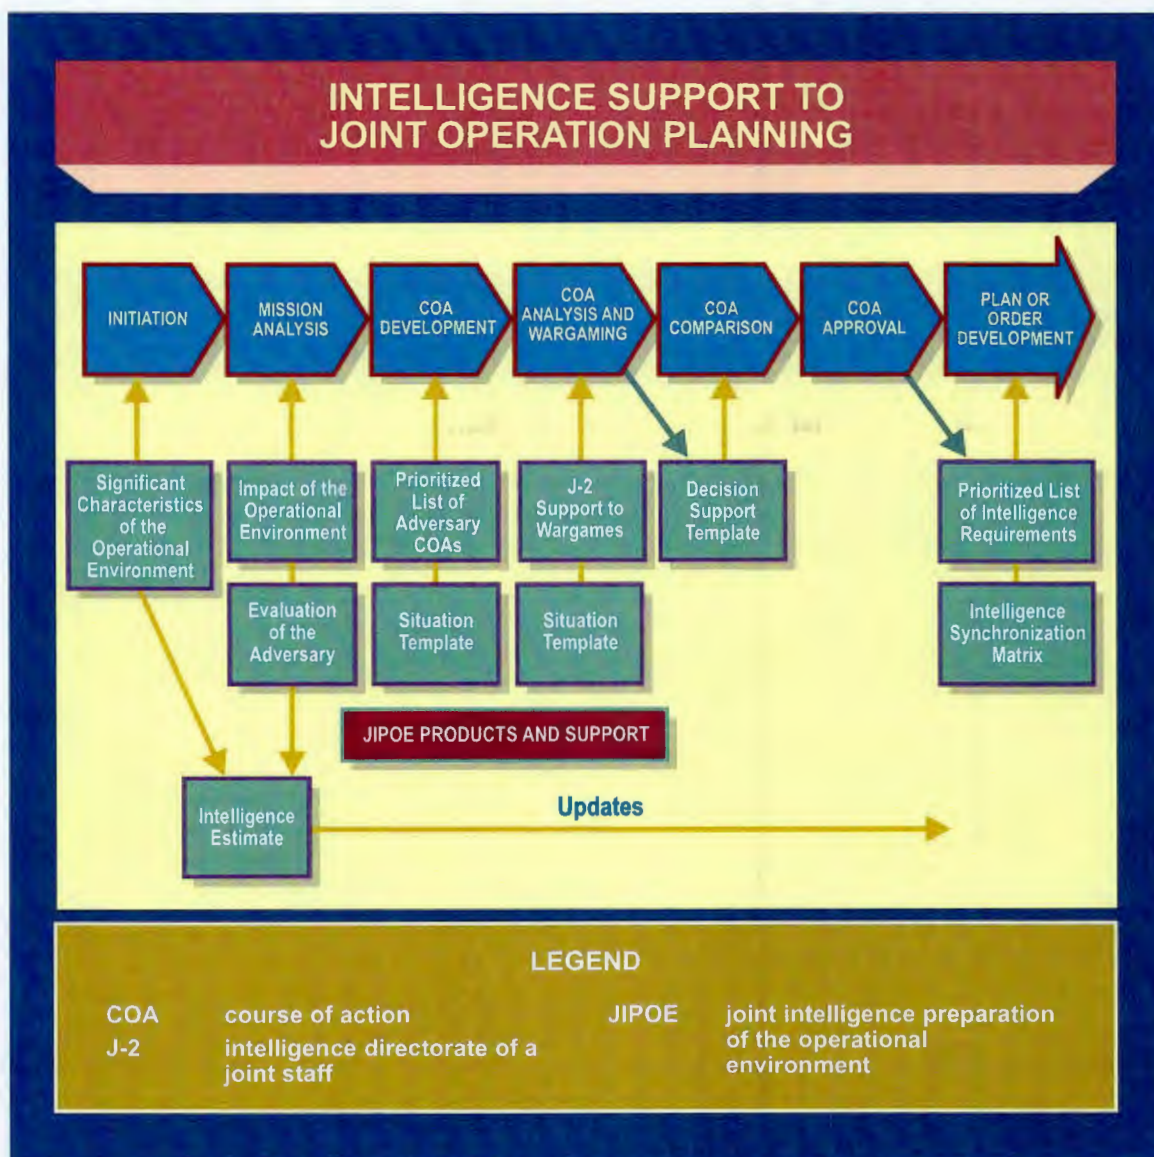 INTELLIGENCE SUPPORT TO
JOINT OPERATION PLANNING
INITIATION
MISSION
ANALYSIS
COA
DEVELOPMENT
COA
ANALYSIS AND
WARGAMING
COA
COMPARISON
COA
APPROVAL
PLAN OR
ORDER
DEVELOPMENT
Significant
Characteristics
of the
Operational
Environment
Impact of the
Operational
Environment
Prioritized
List of
Adversary
COAs
J-2
Support to
Wargames
Decision
Support
Template
Prioritized List
of Intelligence
Requirements
Evaluation
of the
Adversary
Situation
Template
Situation
Template
Intelligence
Synchronization
Matrix
JIPOE PRODUCTS AND SUPPORT
Intelligence
Estimate
Updates
LEGEND
COA course of action
J-2 intelligence directorate of a
joint staff
JIPOE joint intelligence preparation
of the operational
environment